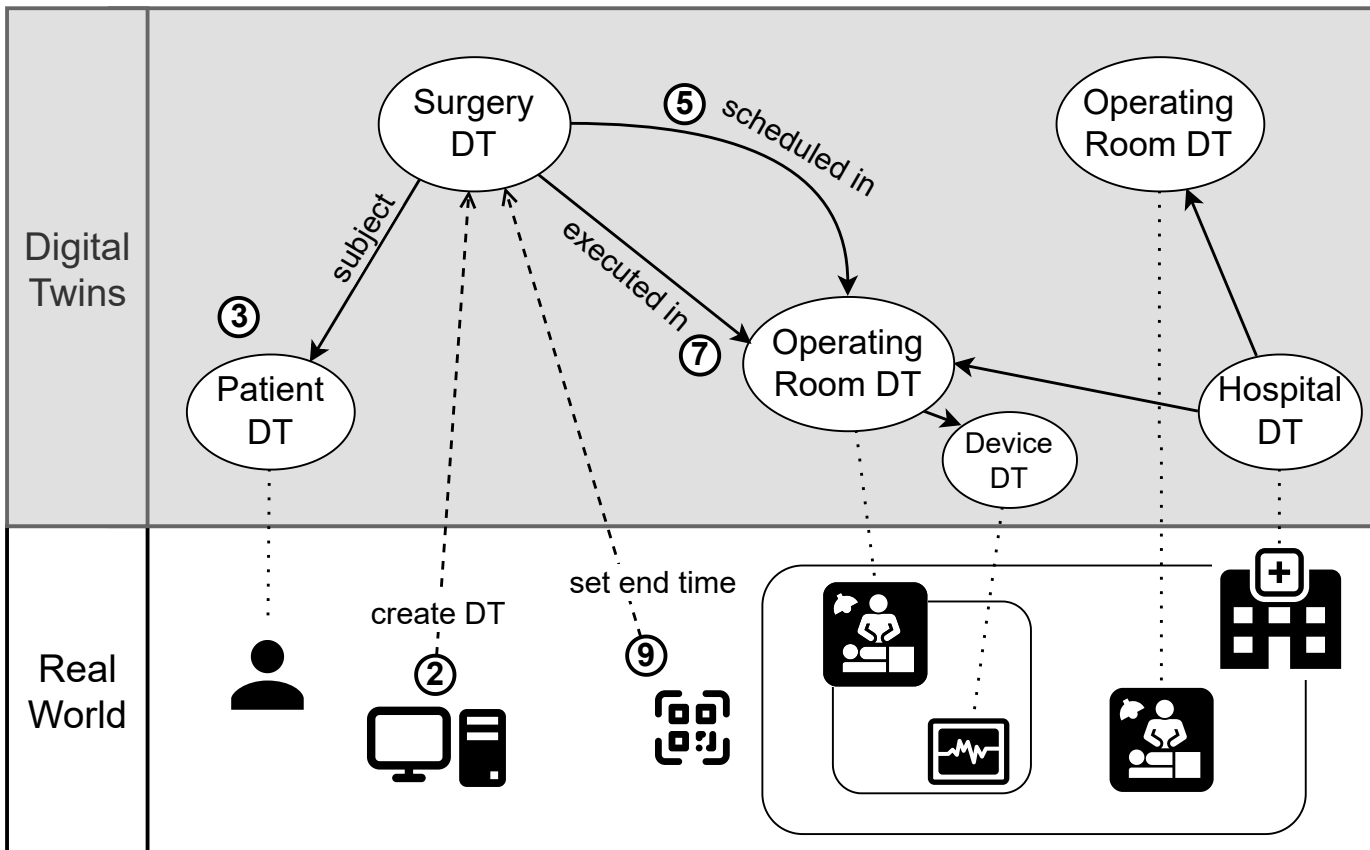 Digital
Twins
Surgery
DT
5
scheduled in
Operating
Room DT
subject
executed in
3
7
Patient
DT
Operating
Room DT
Hospital
DT
Device
DT
Real
World
create DT
2
set end time
9